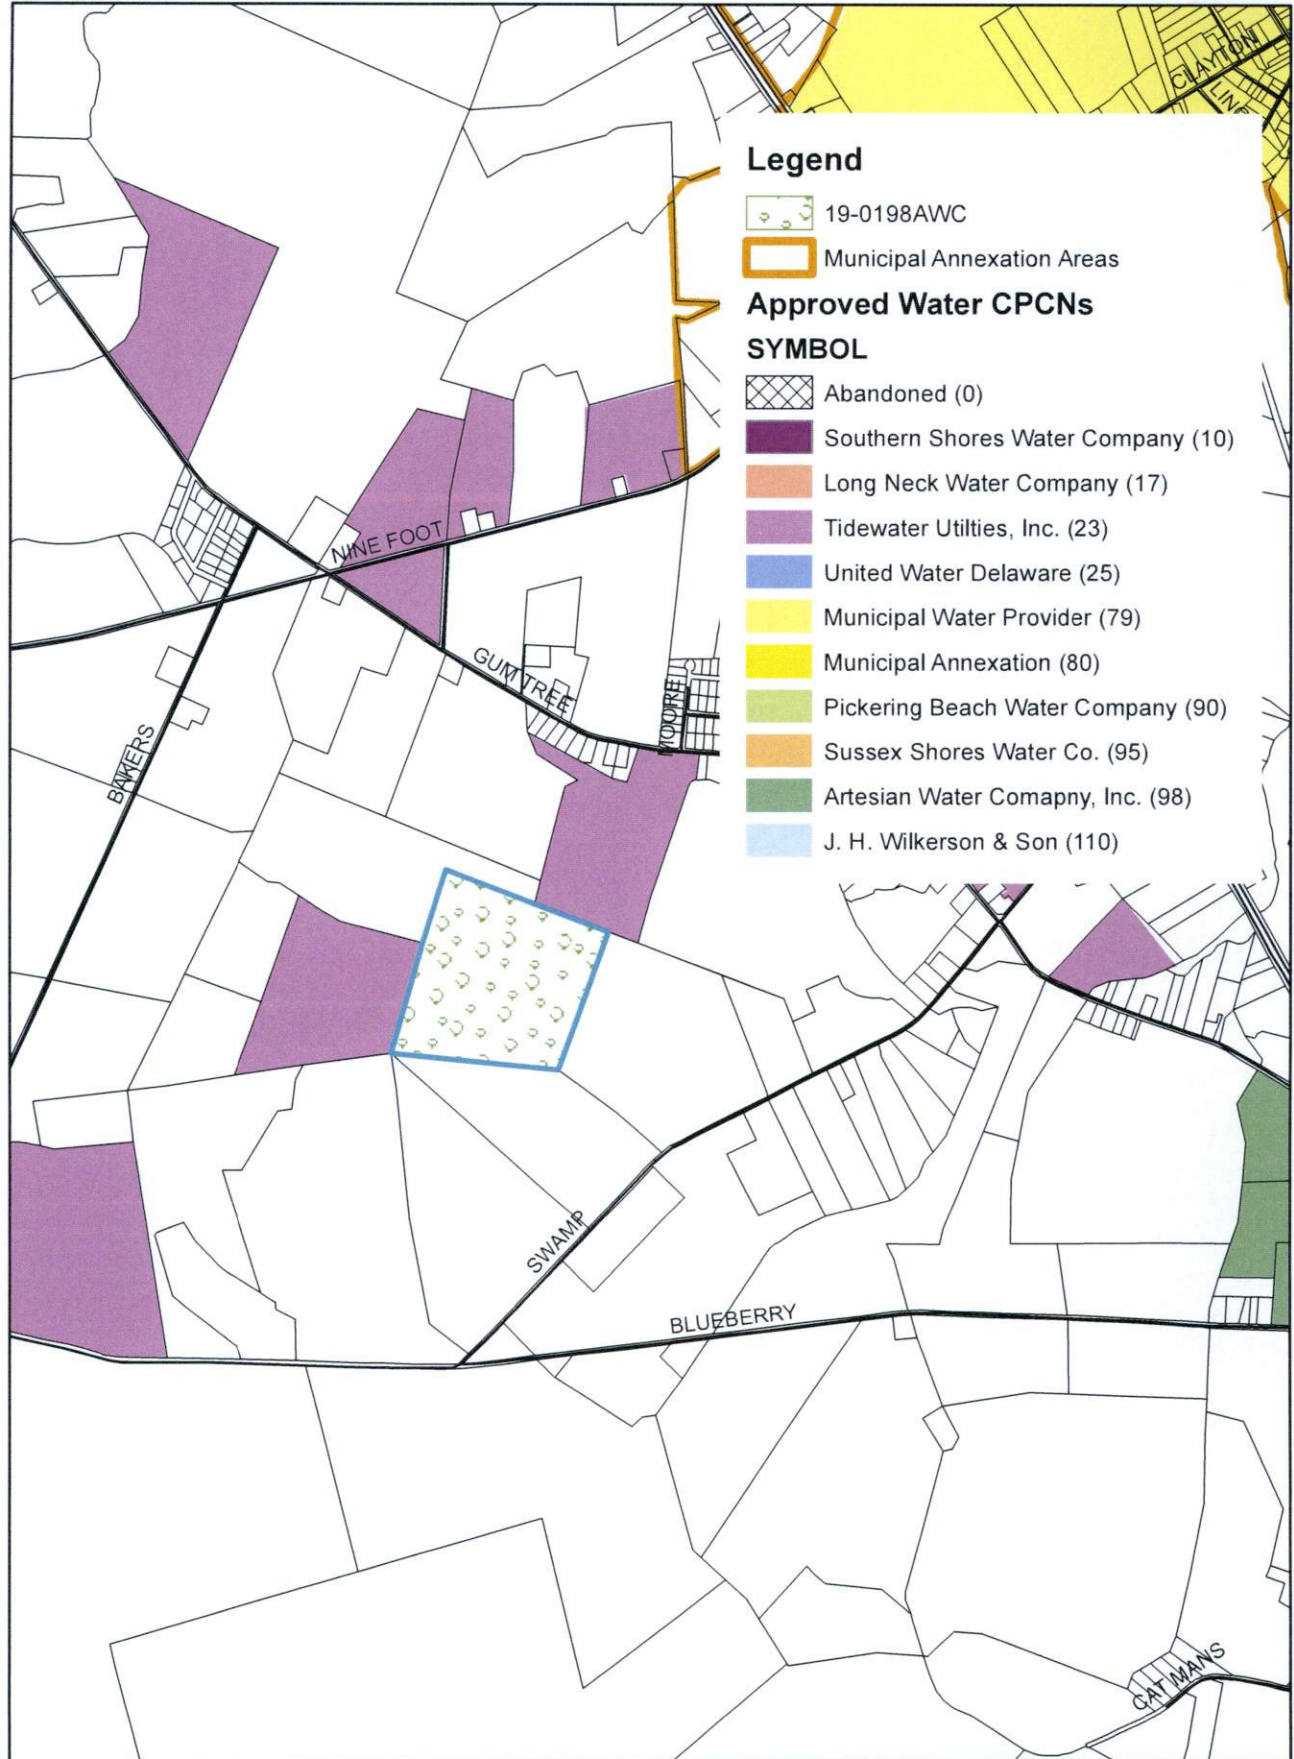 CLAYTON
Legend
19-0198AWC
Municipal Annexation Areas
Approved Water CPCNs
SYMBOL
Abandoned (0)
Southern Shores Water Company (10)
Long Neck Water Company (17)
Tidewater Utilties, Inc. (23)
United Water Delaware (25)
Municipal Water Provider (79)
Municipal Annexation (80)
Pickering Beach Water Company (90)
Sussex Shores Water Co. (95)
Artesian Water Comapny, Inc. (98)
J. H. Wilkerson & Son (110)
NINE FOOT
GUM TREE
MOORE
BAKERS
SWAMP
BLUEBERRY
CAT MANS